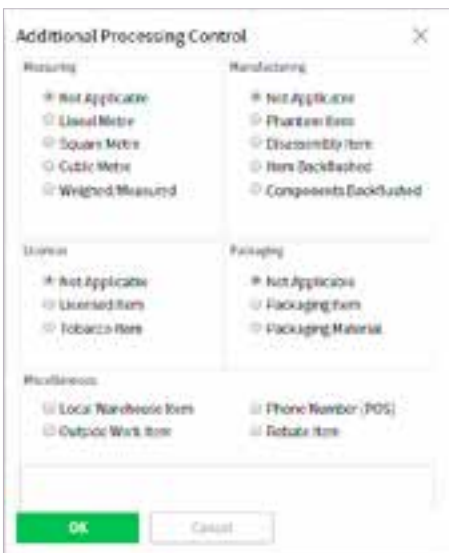 Additional Processing Control
Measuring
Not Applicable
Lineal Metre
Square Metre
Cubic Metre
Weighed/Measured
Manufacturing
Not Applicable
Phantom Item
Disassembly Item
Item Backflushed
Components Backflushed
Licences
Not Applicable
Licensed Item
Tobacco Item
Packaging
Not Applicable
Packaging Item
Packaging Material
Miscellaneous
Local Warehouse Item
Outside Work Item
Phone Number (POS)
Rebate Item
OK
Cancel